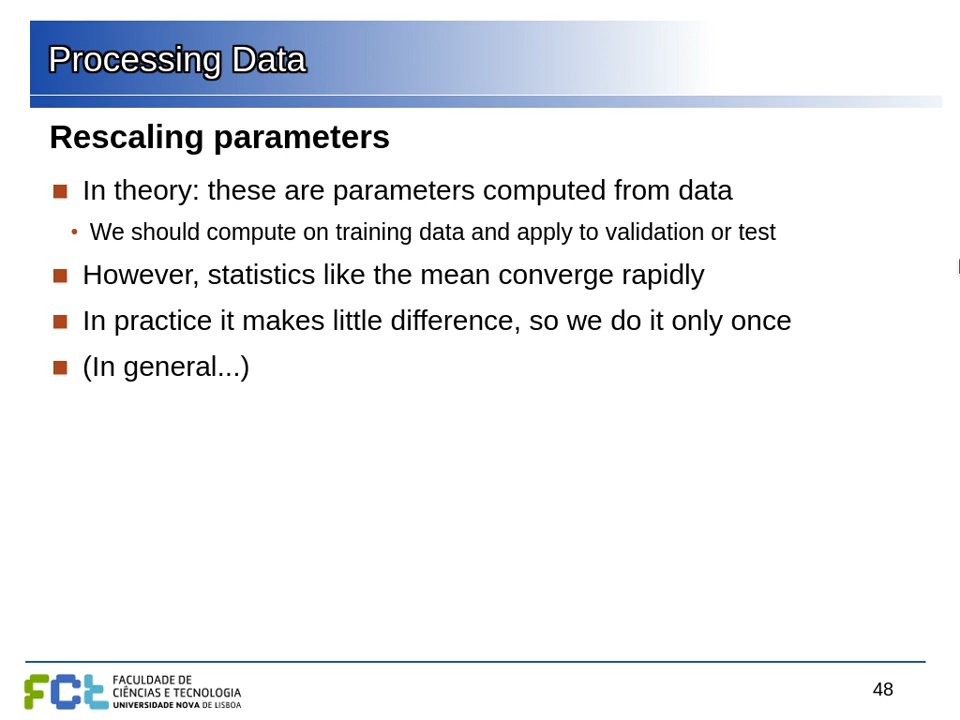 Processing Data
Rescaling parameters
In theory: these are parameters computed from data
We should compute on training data and apply to validation or test
However, statistics like the mean converge rapidly
In practice it makes little difference, so we do it only once
(In general...)
FCt
FACULDADE DE
CIÊNCIAS E TECNOLOGIA
UNIVERSIDADE NOVA DE LISBOA
48